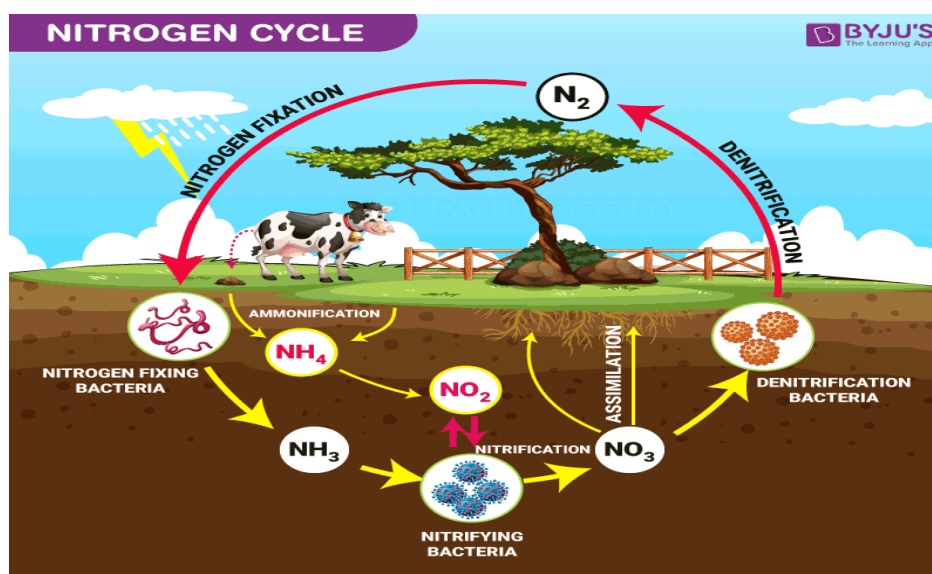 NITROGEN CYCLE
BYJU'S
The Learning App
N₂
NITROGEN FIXATION
DENITRIFICATION
AMMONIFICATION
NH₄
NITROGEN FIXING
BACTERIA
NO₂
ASSIMILATION
DENITRIFICATION
BACTERIA
NH₃
NITRIFICATION
NO₃
NITRIFYING
BACTERIA